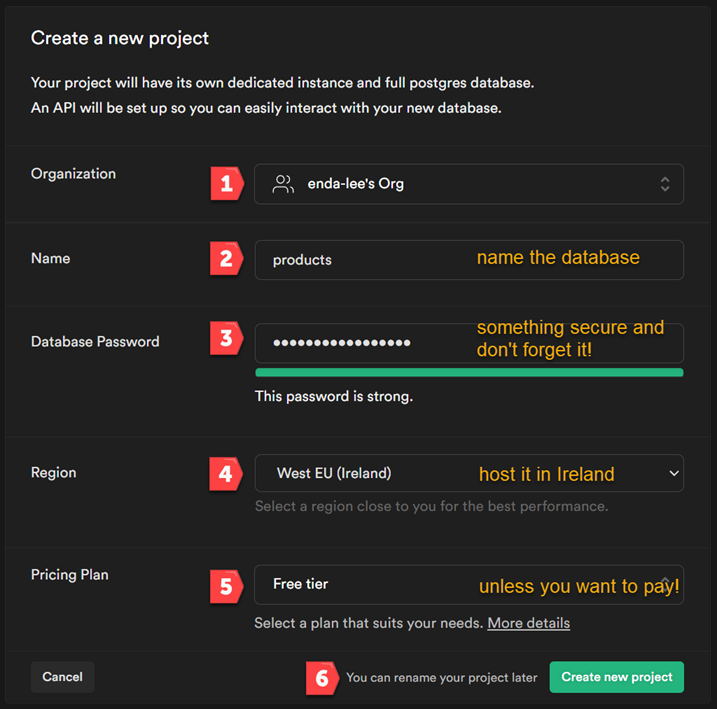 Create a new project
Your project will have its own dedicated instance and full postgres database.
An API will be set up so you can easily interact with your new database.
Organization
1
enda-lee's Org
Name
2
products
name the database
Database Password
3
•••••••••••••••••
something secure and
don't forget it!
This password is strong.
Region
4
West EU (Ireland)
host it in Ireland
Select a region close to you for the best performance.
Pricing Plan
5
Free tier
unless you want to pay!
Select a plan that suits your needs. More details
Cancel
6
You can rename your project later
Create new project